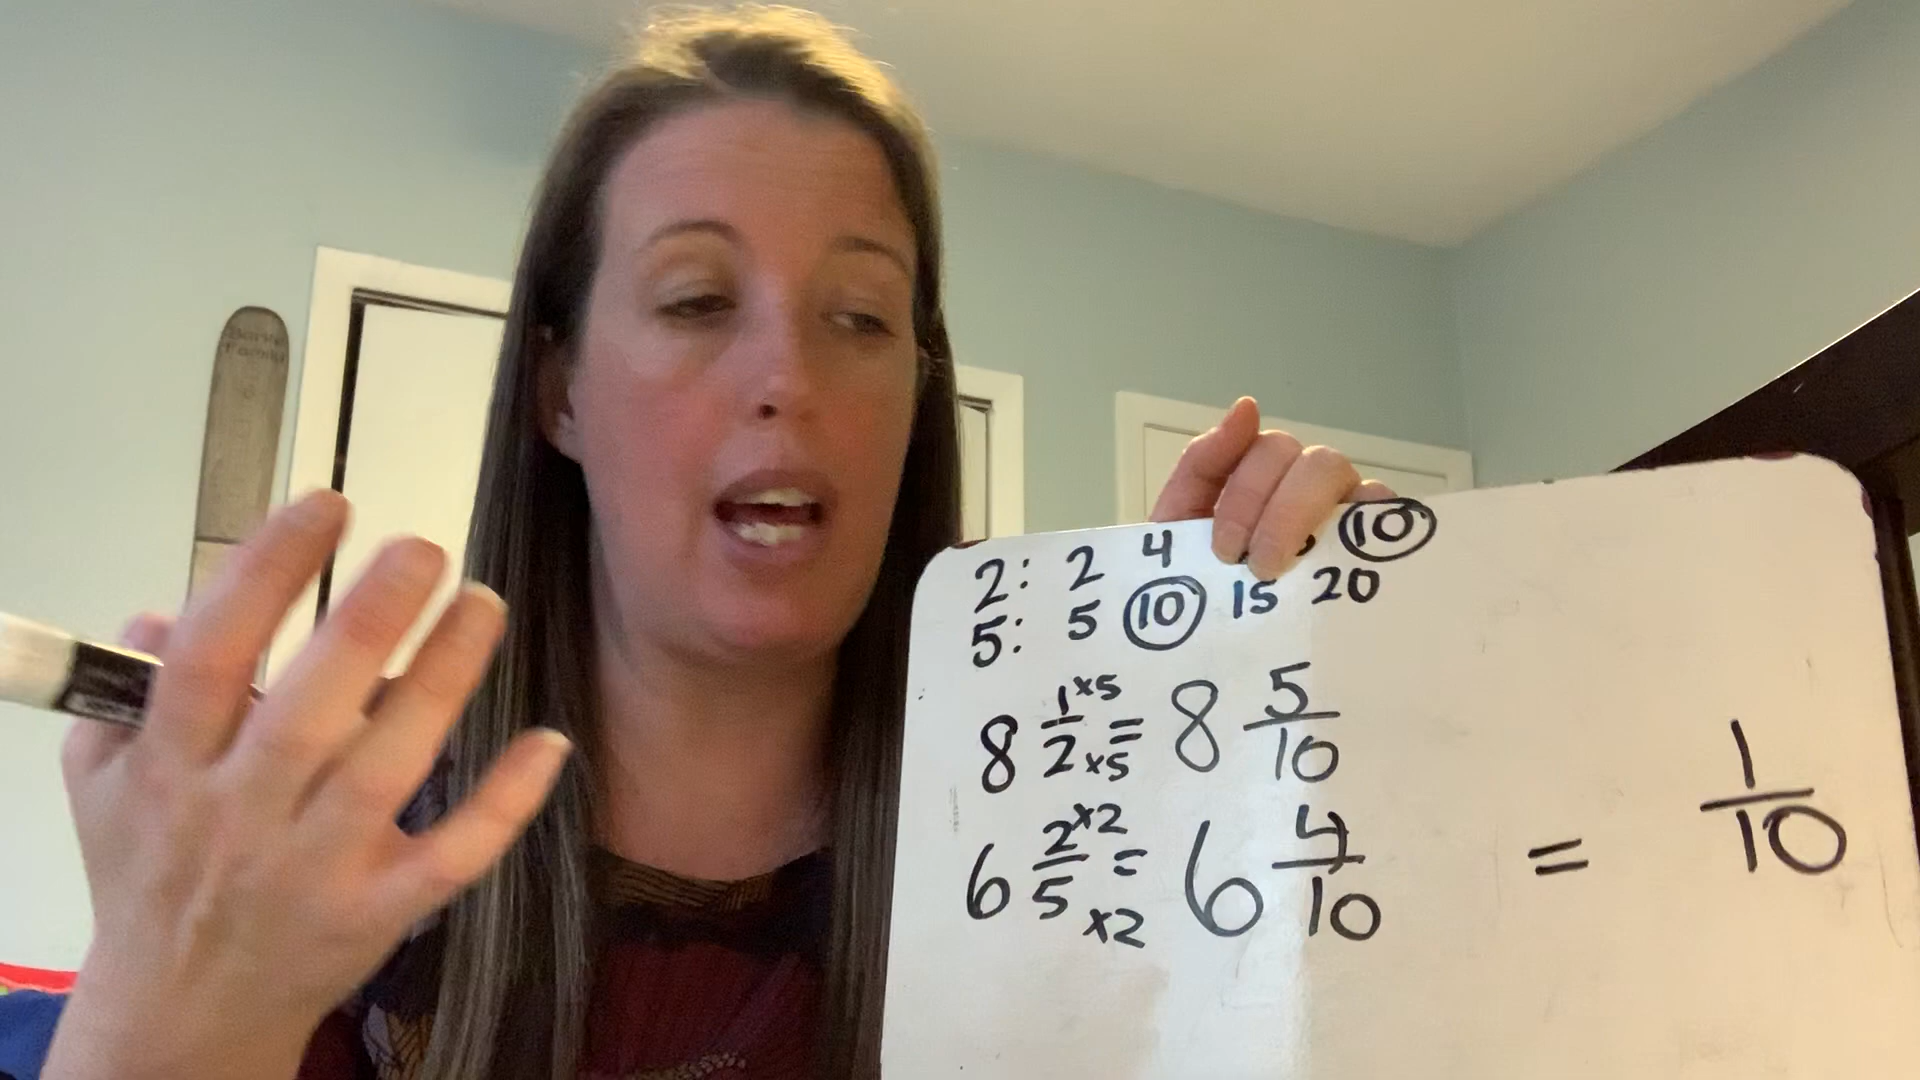 2: 2 4 10
5: 5 10 15 20
8 1/2 ×5 ×5 = 8 5/10
6 2/5 ×2 ×2 = 6 4/10 = 1/10
Family